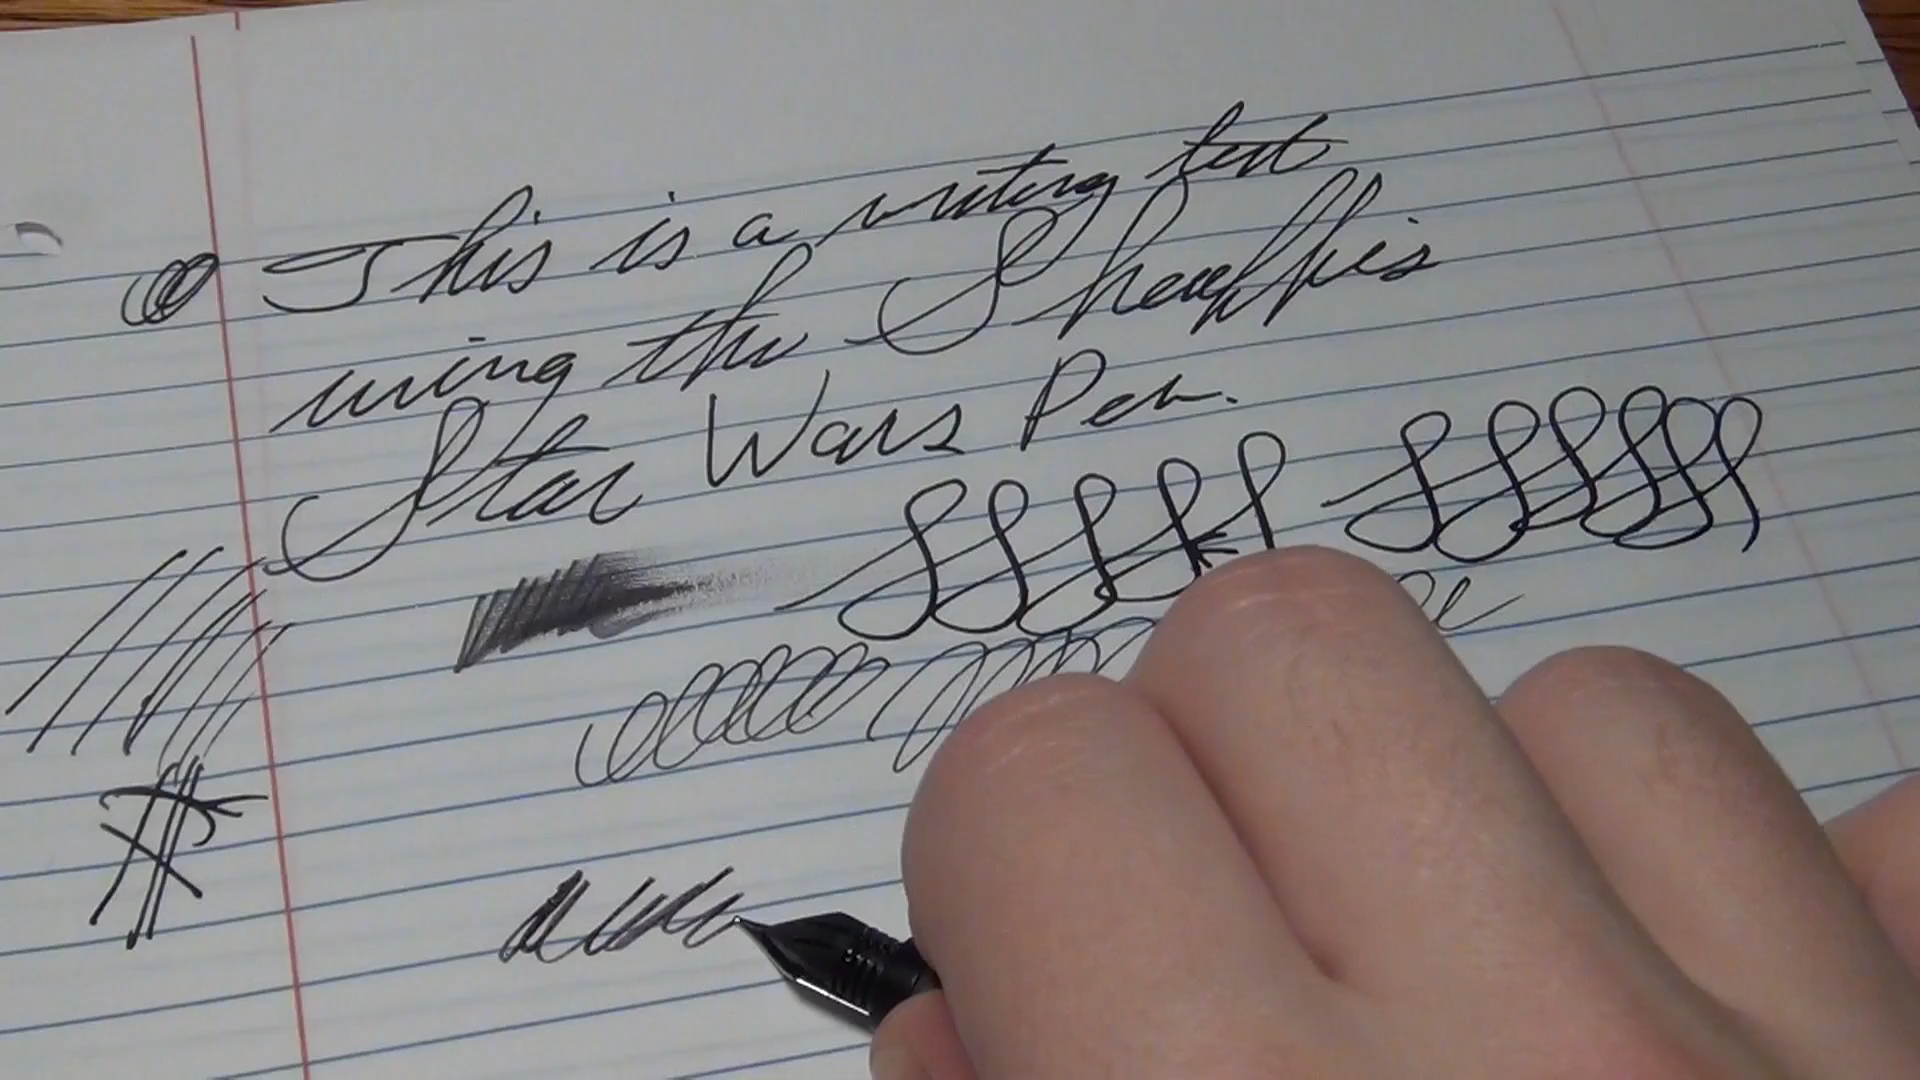 This is a writing test
using the Sheaffer's
Star Wars Pen.